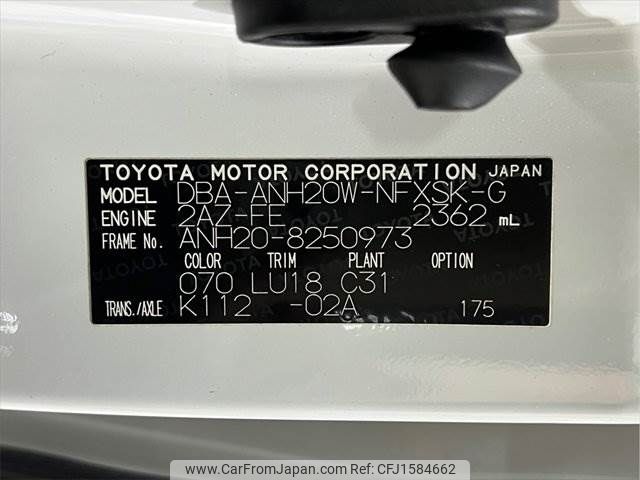 TOYOTA MOTOR CORPORATION JAPAN
MODEL DBA-ANH20W-NFXSK-G
ENGINE 2AZ-FE 2362 mL
FRAME No. ANH20-8250973
COLOR TRIM PLANT OPTION
070 LU18 C31
TRANS./AXLE K112 -02A 175
www.CarFromJapan.com - CFJ1584662